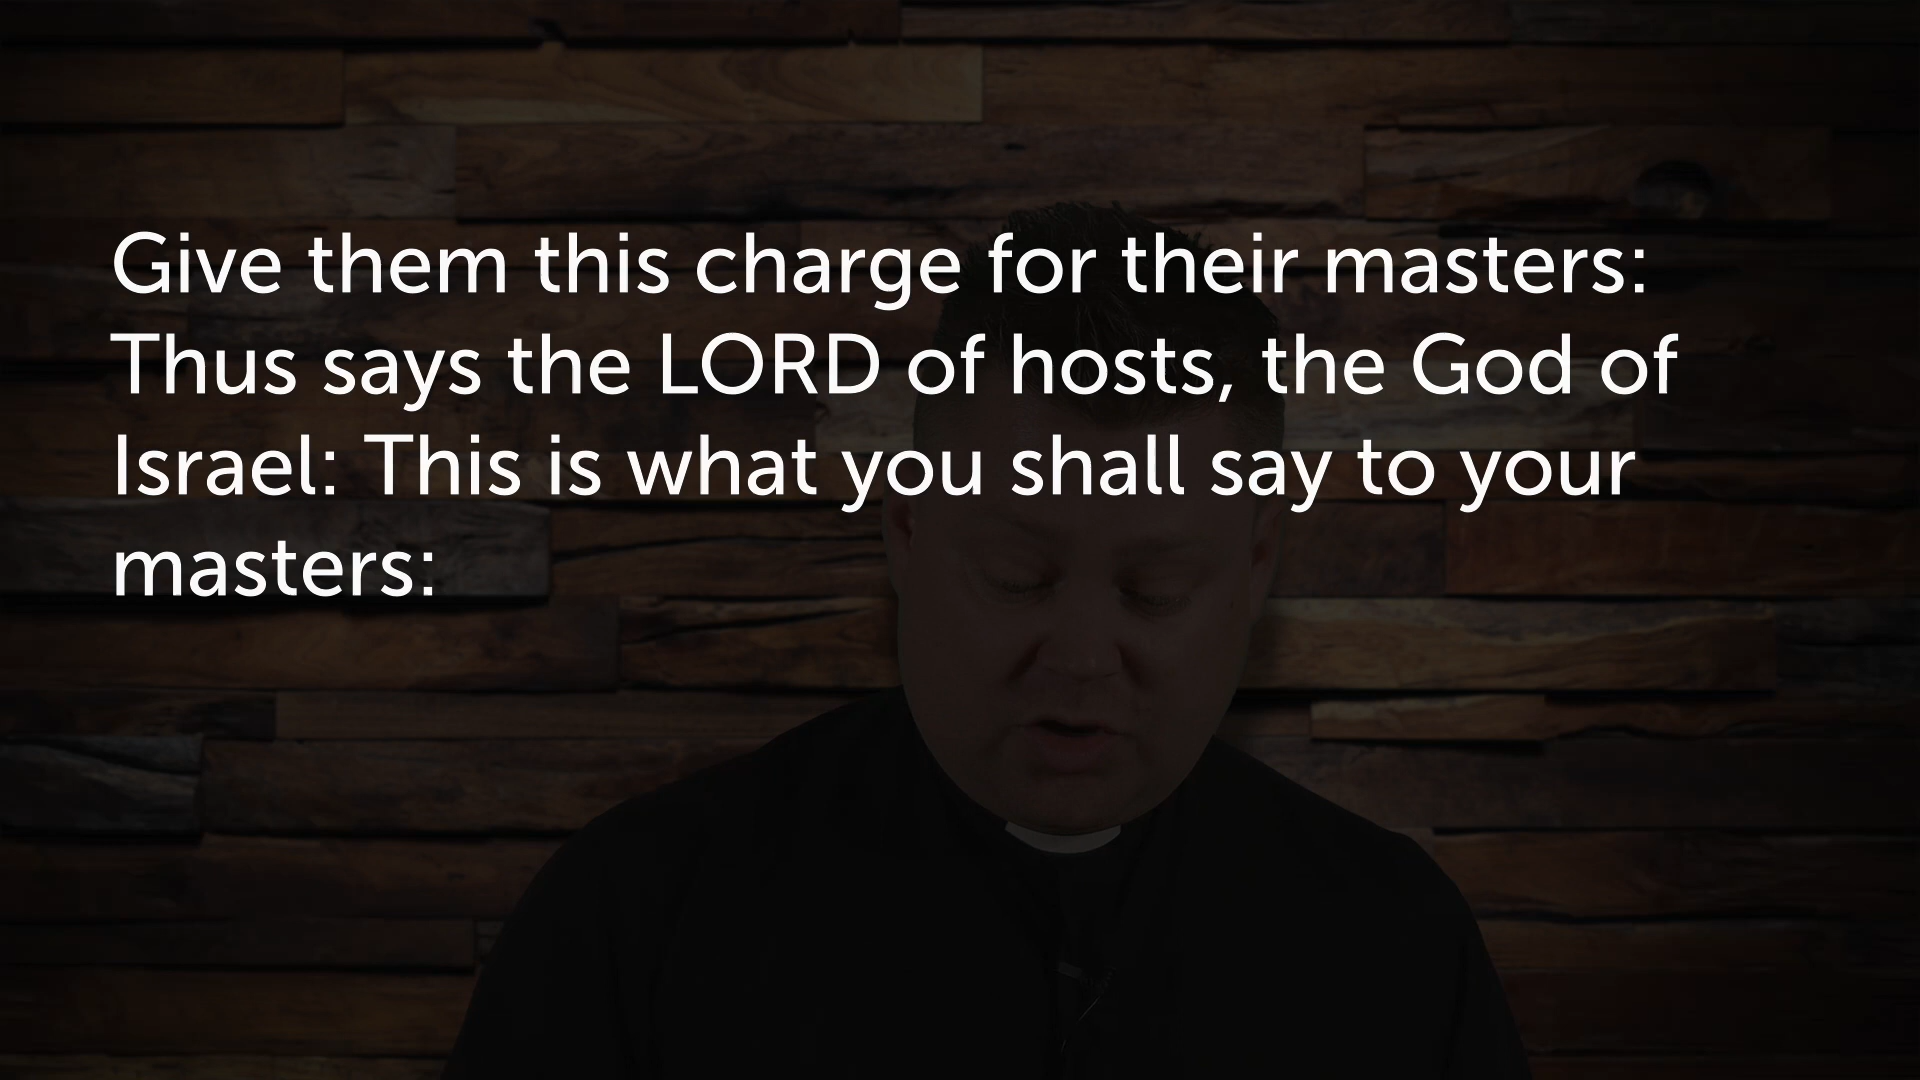 Give them this charge for their masters:
Thus says the LORD of hosts, the God of
Israel: This is what you shall say to your
masters: